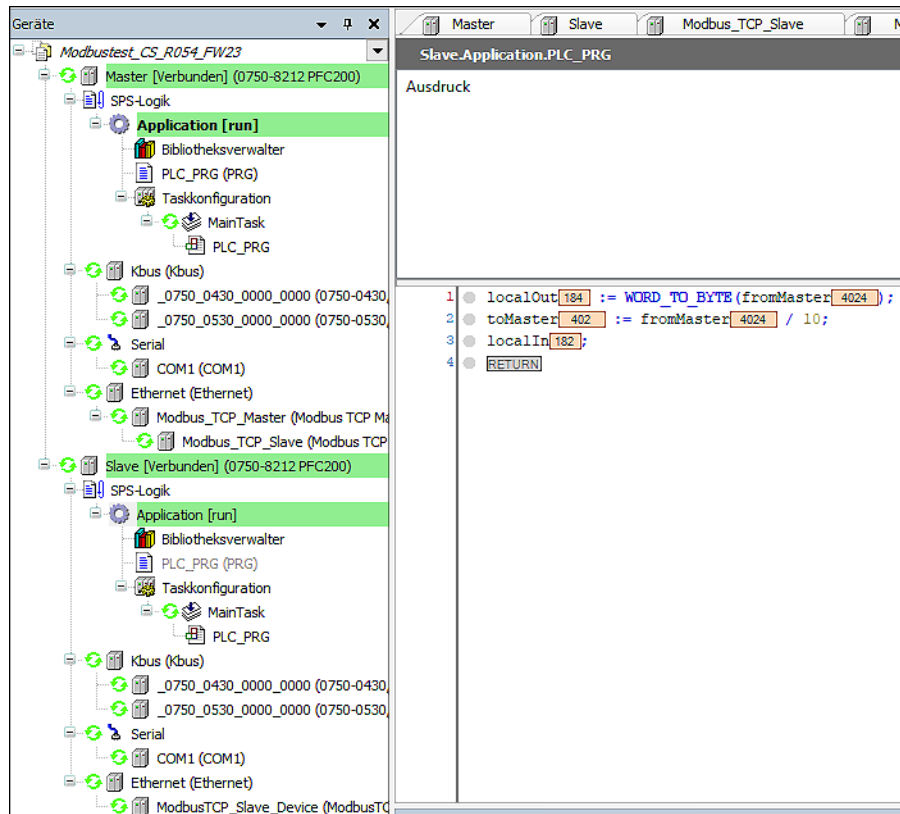 Geräte
Modbustest_CS_R054_FW23
Master [Verbunden] (0750-8212 PFC200)
SPS-Logik
Application [run]
Bibliotheksverwalter
PLC_PRG (PRG)
Taskkonfiguration
MainTask
PLC_PRG
Kbus (Kbus)
_0750_0430_0000_0000 (0750-0430,
_0750_0530_0000_0000 (0750-0530,
Serial
COM1 (COM1)
Ethernet (Ethernet)
Modbus_TCP_Master (Modbus TCP Ma
Modbus_TCP_Slave (Modbus TCP
Slave [Verbunden] (0750-8212 PFC200)
SPS-Logik
Application [run]
Bibliotheksverwalter
PLC_PRG (PRG)
Taskkonfiguration
MainTask
PLC_PRG
Kbus (Kbus)
_0750_0430_0000_0000 (0750-0430,
_0750_0530_0000_0000 (0750-0530,
Serial
COM1 (COM1)
Ethernet (Ethernet)
ModbusTCP_Slave_Device (ModbusTC
Master Slave Modbus_TCP_Slave M
Slave.Application.PLC_PRG
Ausdruck
1 localOut 184 := WORD_TO_BYTE(fromMaster 4024 );
2 toMaster 402 := fromMaster 4024 / 10;
3 localIn 182 ;
4 RETURN